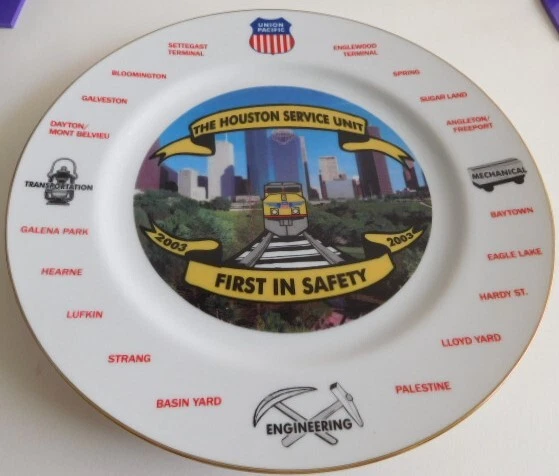 UNION
PACIFIC
SETTEGAST
TERMINAL
ENGLEWOOD
TERMINAL
BLOOMINGTON
SPRING
GALVESTON
SUGAR LAND
DAYTON/
MONT BELVIEU
ANGLETON/
FREEPORT
THE HOUSTON SERVICE UNIT
TRANSPORTATION
MECHANICAL
BAYTOWN
GALENA PARK
2003
2003
EAGLE LAKE
HEARNE
FIRST IN SAFETY
HARDY ST.
LUFKIN
LLOYD YARD
STRANG
PALESTINE
BASIN YARD
ENGINEERING